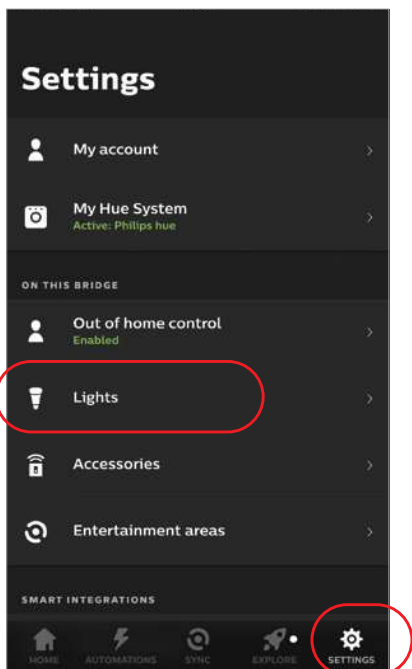 Settings
My account
My Hue System
Active: Philips hue
ON THIS BRIDGE
Out of home control
Enabled
Lights
Accessories
Entertainment areas
SMART INTEGRATIONS
HOME AUTOMATIONS SYNC EXPLORE SETTINGS